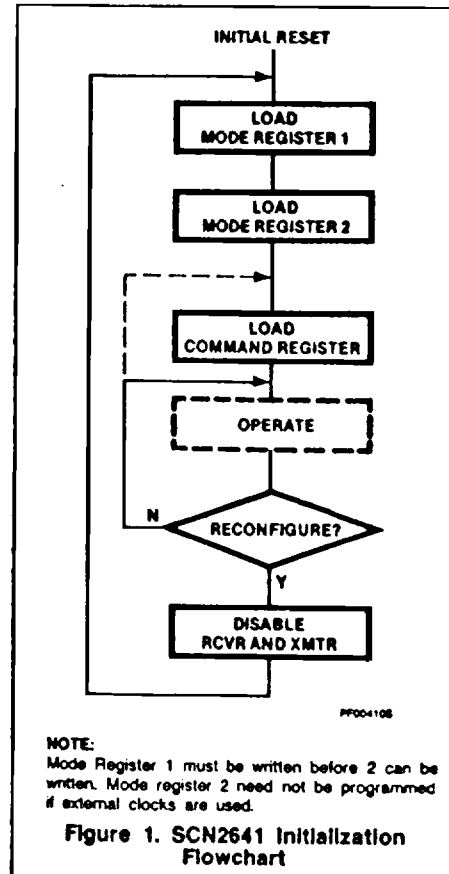 INITIAL RESET
LOAD
MODE REGISTER 1
LOAD
MODE REGISTER 2
LOAD
COMMAND REGISTER
OPERATE
N
RECONFIGURE?
Y
DISABLE
RCVR AND XMTR
PF00410S
NOTE:
Mode Register 1 must be written before 2 can be
written. Mode register 2 need not be programmed
if external clocks are used.
Figure 1. SCN2641 Initialization
Flowchart